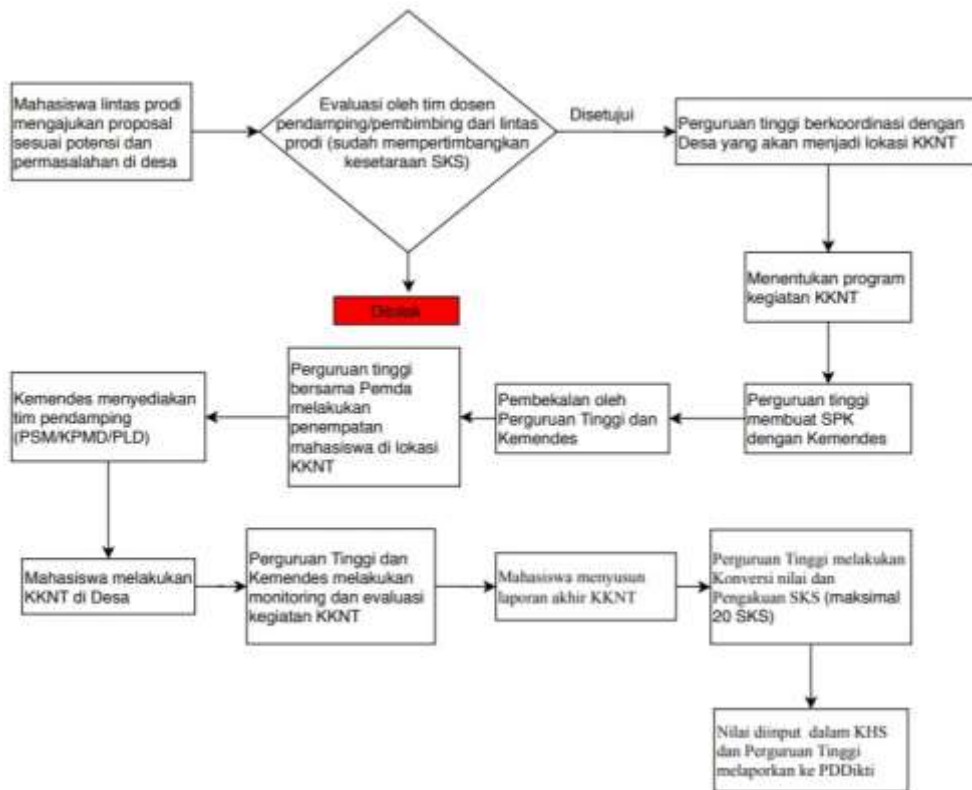 Mahasiswa lintas prodi
mengajukan proposal
sesuai potensi dan
permasalahan di desa
Evaluasi oleh tim dosen
pendamping/pembimbing dari lintas
prodi (sudah mempertimbangkan
kesetaraan SKS)
Disetujui
Perguruan tinggi berkoordinasi dengan
Desa yang akan menjadi lokasi KKNT
Ditolak
Menentukan program
kegiatan KKNT
Perguruan tinggi
membuat SPK
dengan Kemendes
Pembekalan oleh
Perguruan Tinggi dan
Kemendes
Perguruan tinggi
bersama Pemda
melakukan
penempatan
mahasiswa di lokasi
KKNT
Kemendes menyediakan
tim pendamping
(PSM/KPMD/PLD)
Mahasiswa melakukan
KKNT di Desa
Perguruan Tinggi dan
Kemendes melakukan
monitoring dan evaluasi
kegiatan KKNT
Mahasiswa menyusun
laporan akhir KKNT
Perguruan Tinggi melakukan
Konversi nilai dan
Pengakuan SKS (maksimal
20 SKS)
Nilai diinput dalam KHS
dan Perguruan Tinggi
melaporkan ke PDDikti